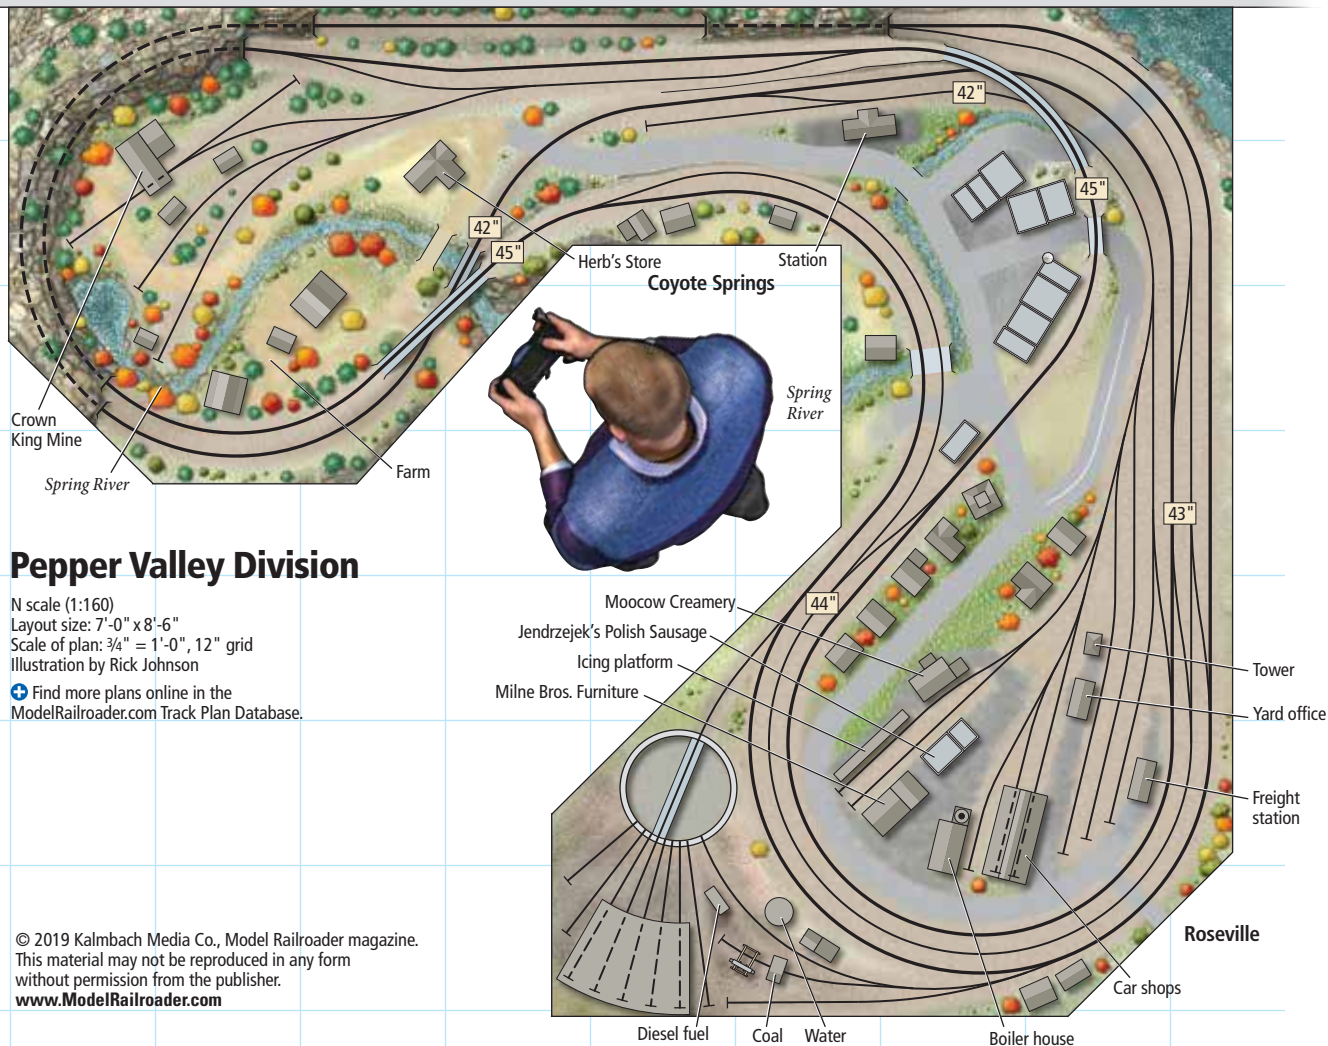 42"
45"
Station
42"
45"
Herb's Store
Coyote Springs
Spring
River
Crown
King Mine
Spring River
Farm
43"
44"
Pepper Valley Division
N scale (1:160)
Layout size: 7'-0" x 8'-6"
Scale of plan: ¾" = 1'-0", 12" grid
Illustration by Rick Johnson
Find more plans online in the
ModelRailroader.com Track Plan Database.
Moocow Creamery
Jendrzejek's Polish Sausage
Icing platform
Milne Bros. Furniture
Tower
Yard office
Freight
station
Roseville
Car shops
Boiler house
Water
Coal
Diesel fuel
© 2019 Kalmbach Media Co., Model Railroader magazine.
This material may not be reproduced in any form
without permission from the publisher.
www.ModelRailroader.com